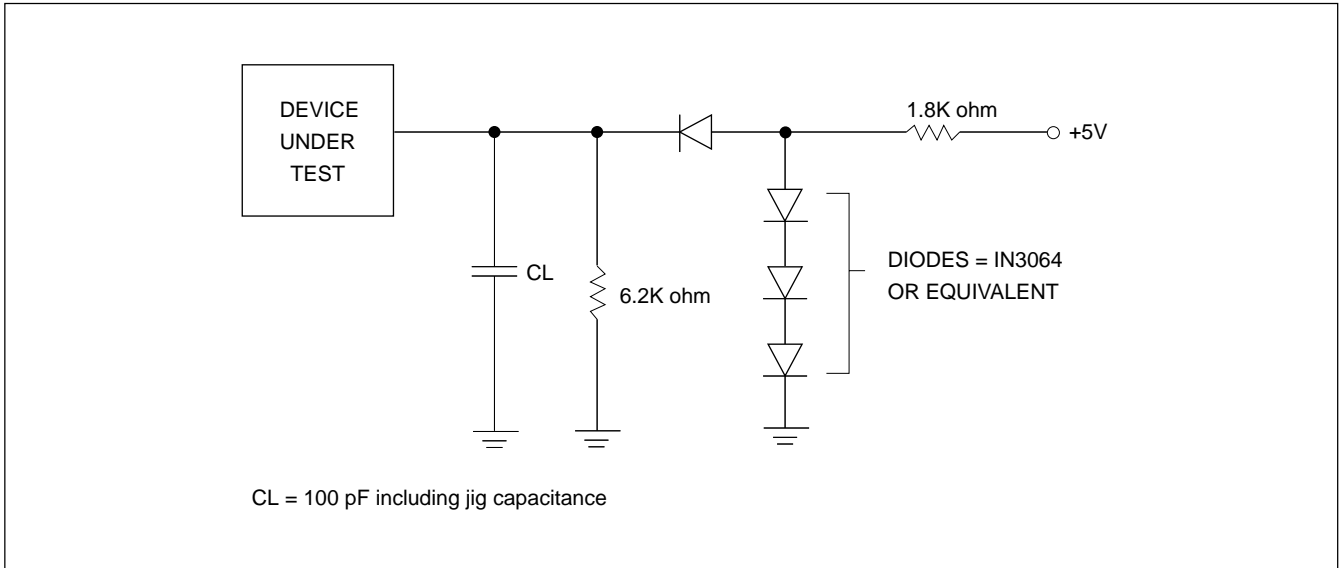 DEVICE
UNDER
TEST
1.8K ohm
+5V
CL
6.2K ohm
DIODES = IN3064
OR EQUIVALENT
CL = 100 pF including jig capacitance